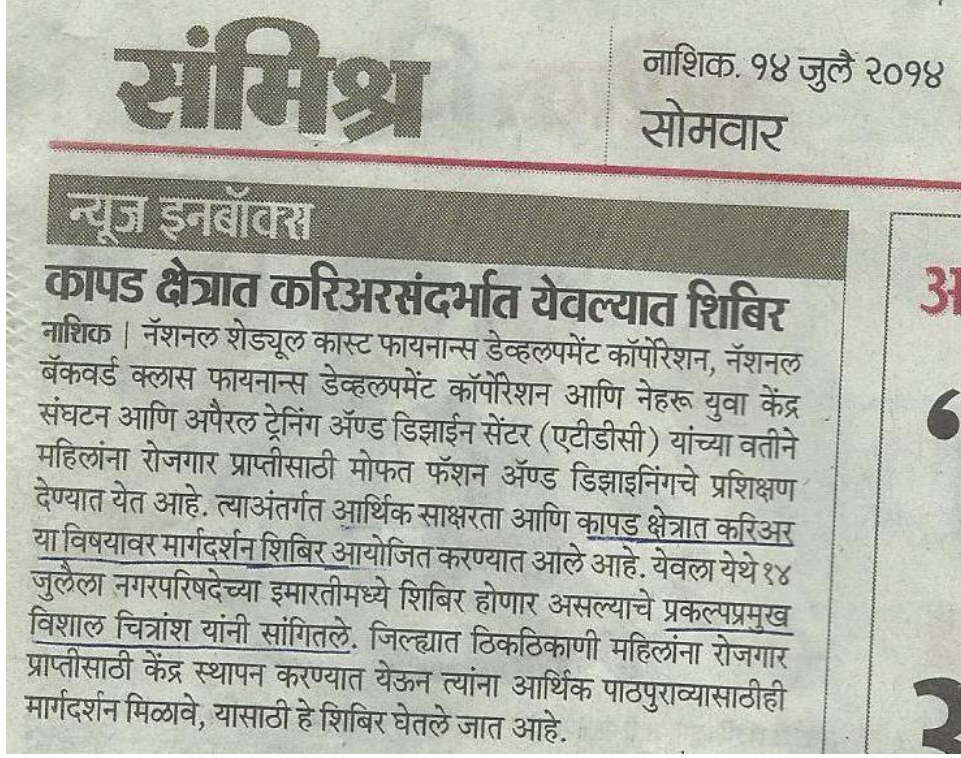 संमिश्र
नाशिक. १४ जुलै २०१४
सोमवार
न्यूज इनबॉक्स
कापड क्षेत्रात करिअरसंदर्भात येवल्यात शिबिर
नाशिक | नॅशनल शेड्यूल कास्ट फायनान्स डेव्हलपमेंट कॉर्पोरेशन, नॅशनल
बॅकवर्ड क्लास फायनान्स डेव्हलपमेंट कॉर्पोरेशन आणि नेहरू युवा केंद्र
संघटन आणि अपैरल ट्रेनिंग ॲण्ड डिझाईन सेंटर (एटीडीसी) यांच्या वतीने
महिलांना रोजगार प्राप्तीसाठी मोफत फॅशन ॲण्ड डिझाइनिंगचे प्रशिक्षण
देण्यात येत आहे. त्याअंतर्गत आर्थिक साक्षरता आणि कापड क्षेत्रात करिअर
या विषयावर मार्गदर्शन शिबिर आयोजित करण्यात आले आहे. येवला येथे १४
जुलैला नगरपरिषदेच्या इमारतीमध्ये शिबिर होणार असल्याचे प्रकल्पप्रमुख
विशाल चित्रांश यांनी सांगितले. जिल्ह्यात ठिकठिकाणी महिलांना रोजगार
प्राप्तीसाठी केंद्र स्थापन करण्यात येऊन त्यांना आर्थिक पाठपुराव्यासाठीही
मार्गदर्शन मिळावे, यासाठी हे शिबिर घेतले जात आहे.